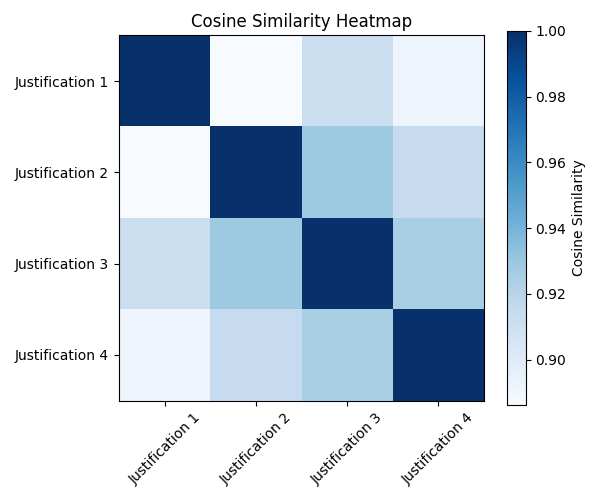 Cosine Similarity Heatmap
Justification 1
Justification 2
Justification 3
Justification 4
Justification 1
Justification 2
Justification 3
Justification 4
1.00
0.98
0.96
0.94
0.92
0.90
Cosine Similarity